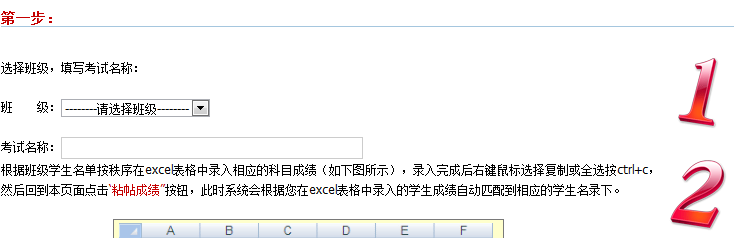 第一步：
选择班级，填写考试名称：
1
班　　级： --------请选择班级--------
考试名称：
根据班级学生名单按秩序在excel表格中录入相应的科目成绩（如下图所示），录入完成后右键鼠标选择复制或全选按ctrl+c，
然后回到本页面点击“粘帖成绩”按钮，此时系统会根据您在excel表格中录入的学生成绩自动匹配到相应的学生名录下。
2
A B C D E F